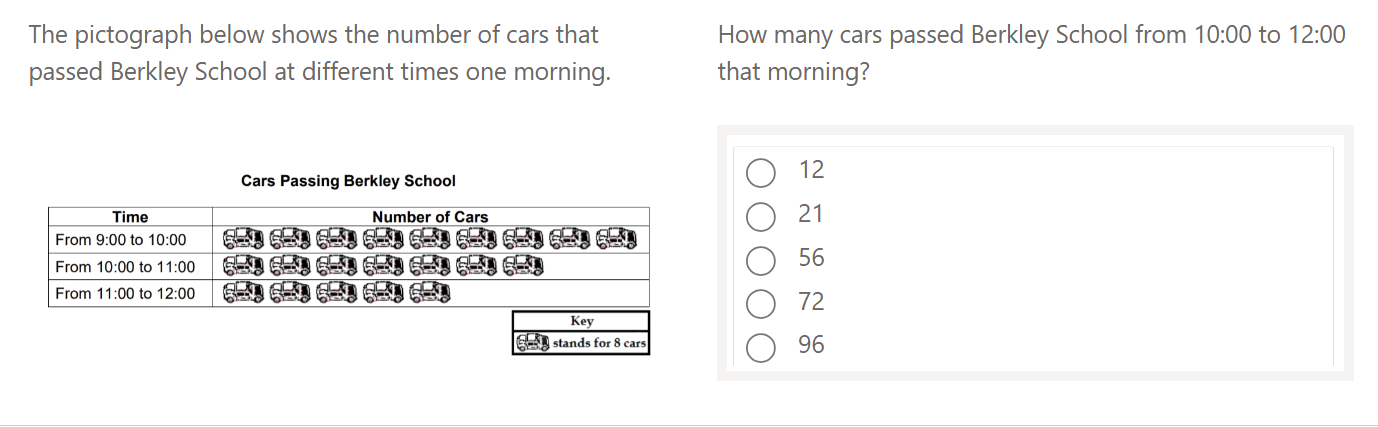 The pictograph below shows the number of cars that
passed Berkley School at different times one morning.
Cars Passing Berkley School
Time Number of Cars
From 9:00 to 10:00
From 10:00 to 11:00
From 11:00 to 12:00
Key
stands for 8 cars
How many cars passed Berkley School from 10:00 to 12:00
that morning?
12
21
56
72
96